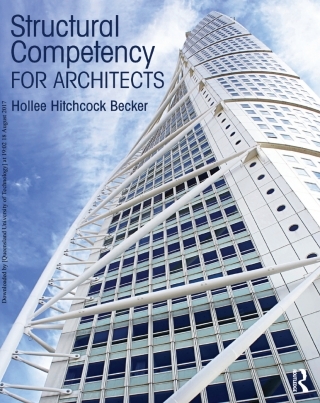 Structural
Competency
FOR ARCHITECTS
Hollee Hitchcock Becker
Downloaded by [Queensland University of Technology] at 19:02 18 August 2017
R
ROUTLEDGE